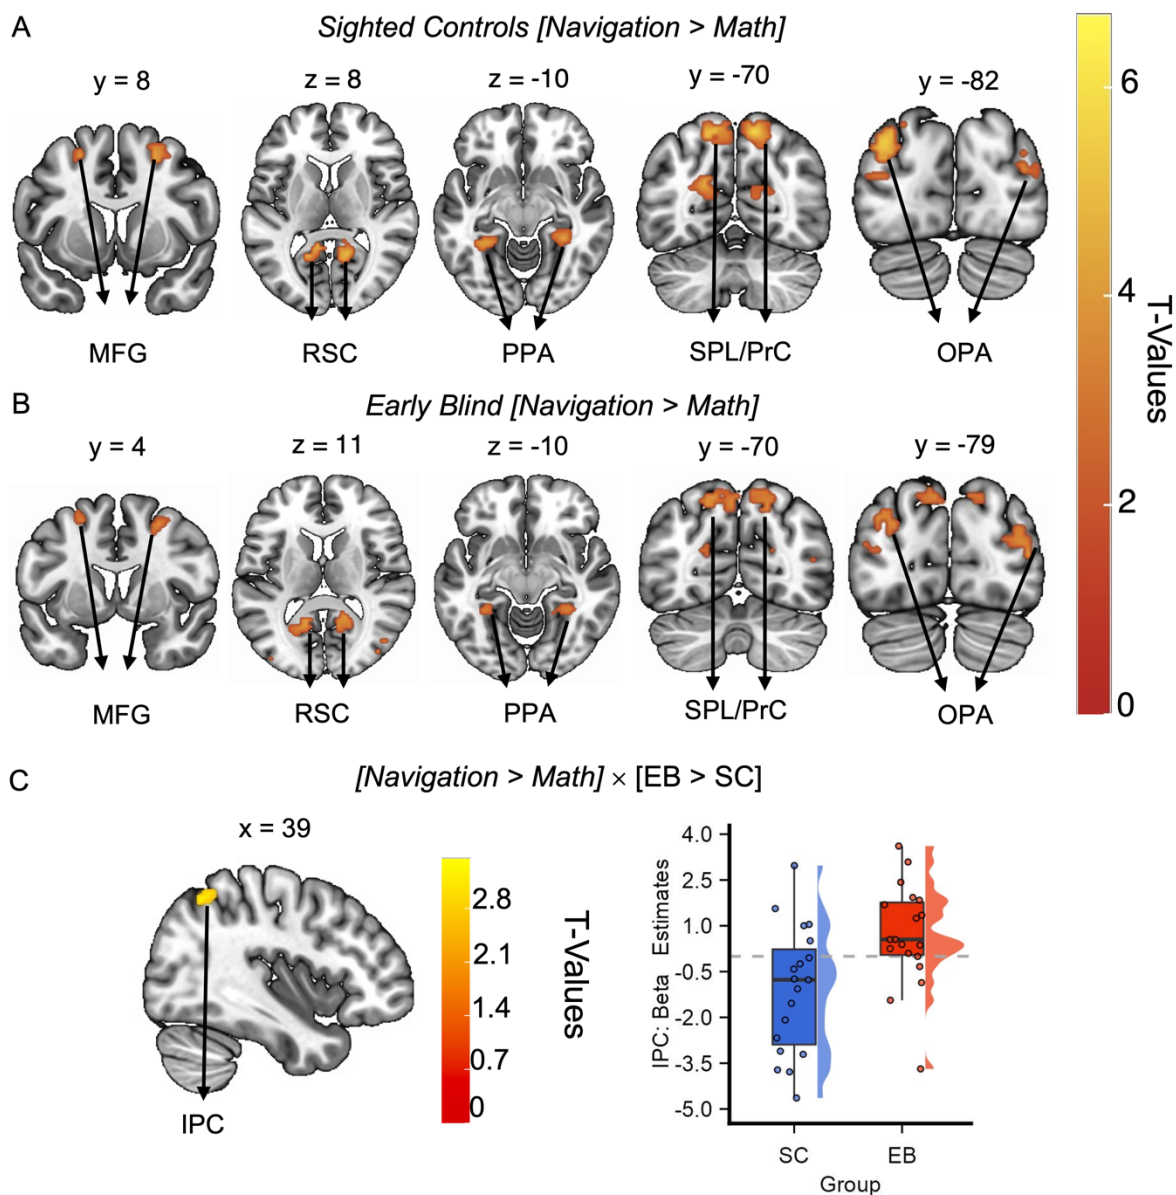 A
Sighted Controls [Navigation > Math]
y = 8
z = 8
z = -10
y = -70
y = -82
MFG
RSC
PPA
SPL/PrC
OPA
6
4
2
0
T-Values
B
Early Blind [Navigation > Math]
y = 4
z = 11
z = -10
y = -70
y = -79
MFG
RSC
PPA
SPL/PrC
OPA
C
[Navigation > Math] × [EB > SC]
x = 39
IPC
2.8
2.1
1.4
0.7
0
T-Values
IPC: Beta Estimates
4.0
2.5
1.0
-0.5
-2.0
-3.5
-5.0
SC
EB
Group